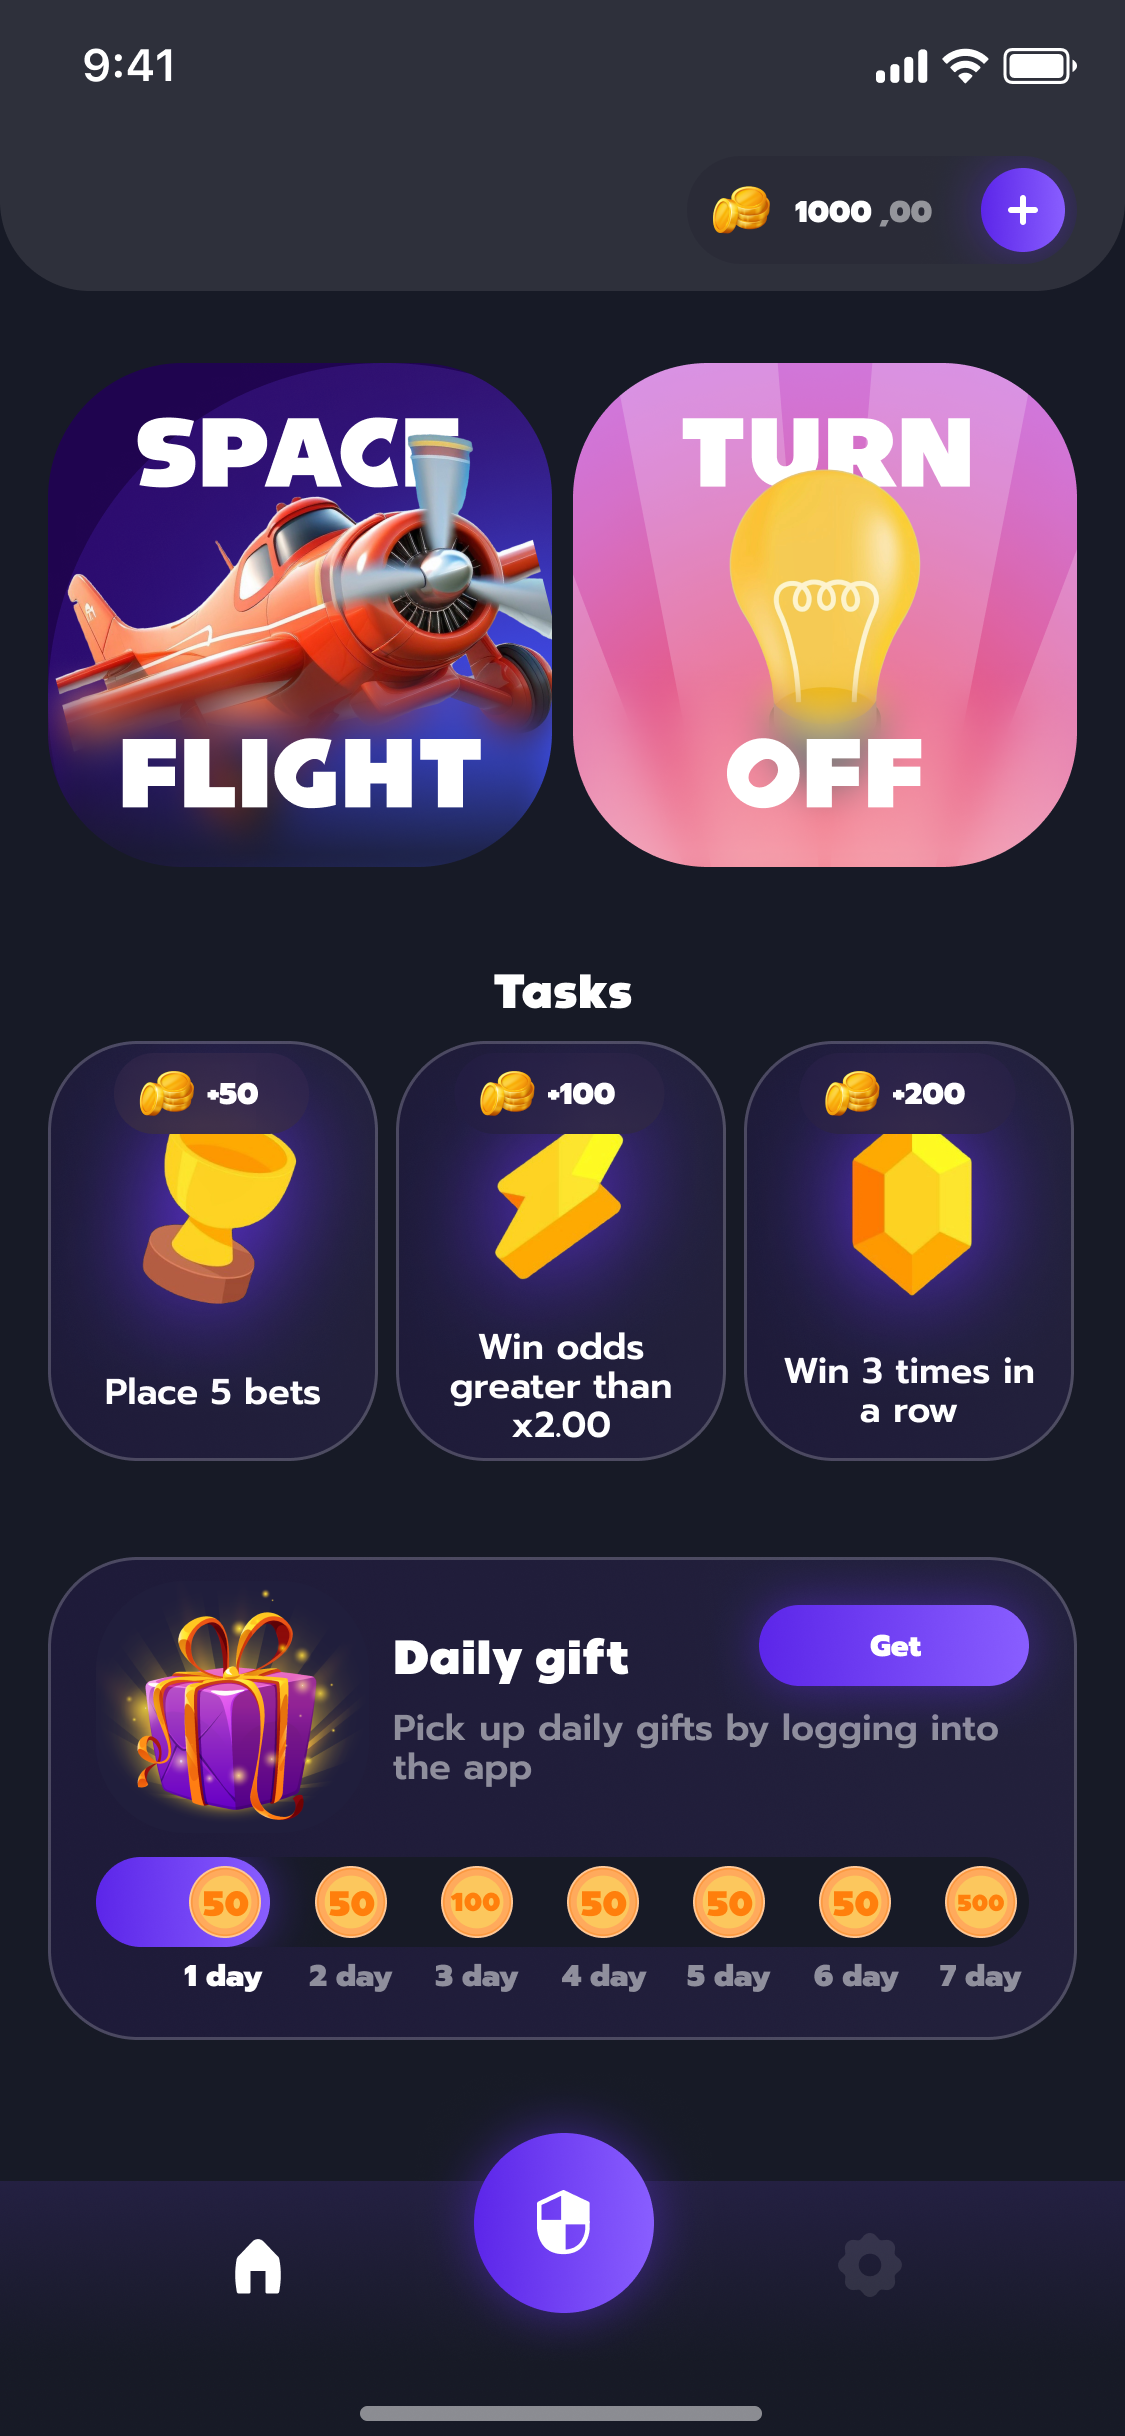 9:41
1000 ,00
SPACE
FLIGHT
TURN
OFF
Tasks
+50
Place 5 bets
+100
Win odds
greater than
x2.00
+200
Win 3 times in
a row
Daily gift
Get
Pick up daily gifts by logging into
the app
50 50 100 50 50 50 500
1 day 2 day 3 day 4 day 5 day 6 day 7 day